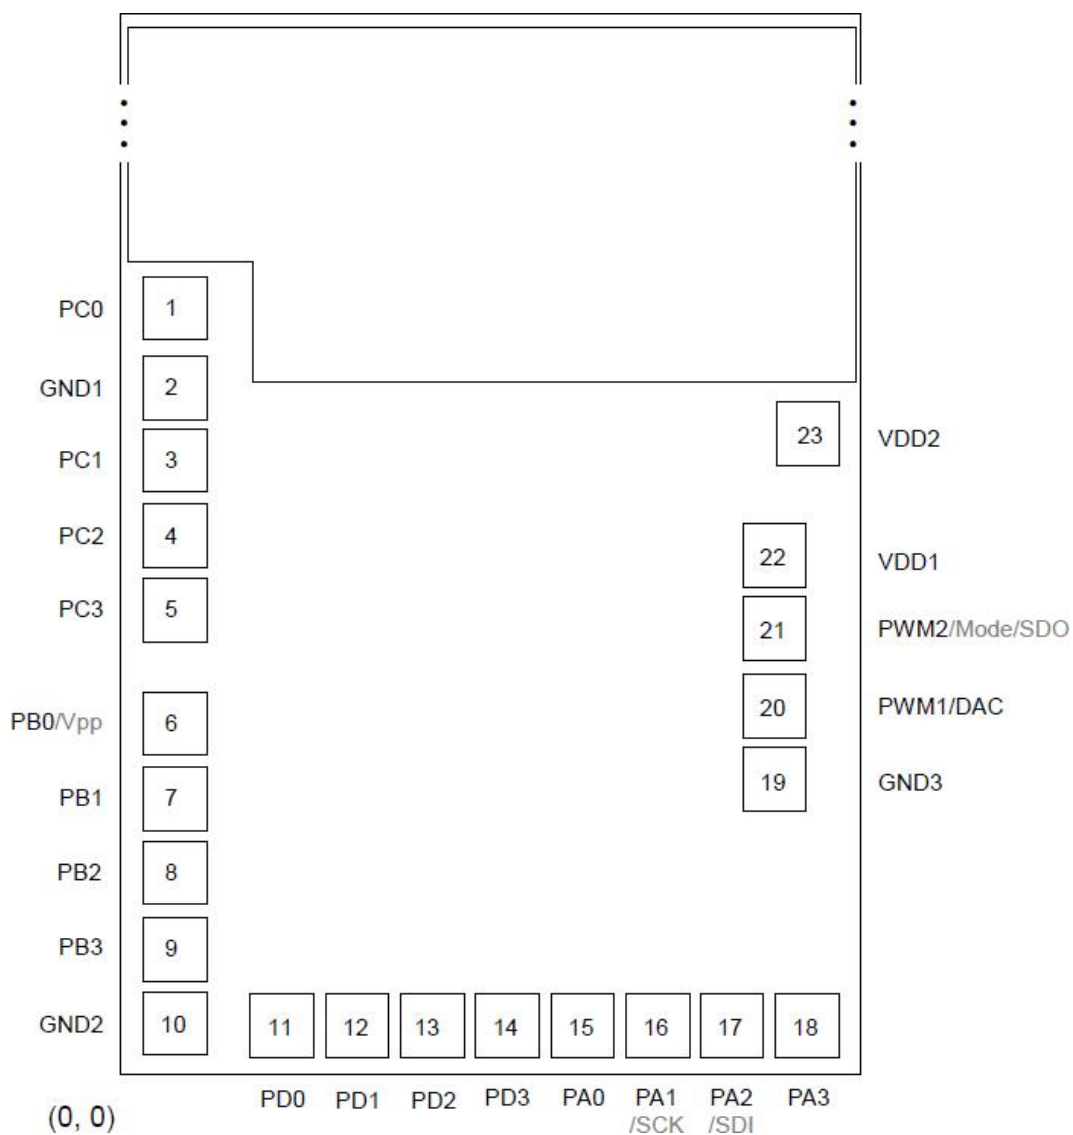 PC0 1
GND1 2
PC1 3
PC2 4
PC3 5
PB0/Vpp 6
PB1 7
PB2 8
PB3 9
GND2 10
23 VDD2
22 VDD1
21 PWM2/Mode/SDO
20 PWM1/DAC
19 GND3
11 12 13 14 15 16 17 18
PD0 PD1 PD2 PD3 PA0 PA1 PA2 PA3
/SCK /SDI
(0, 0)